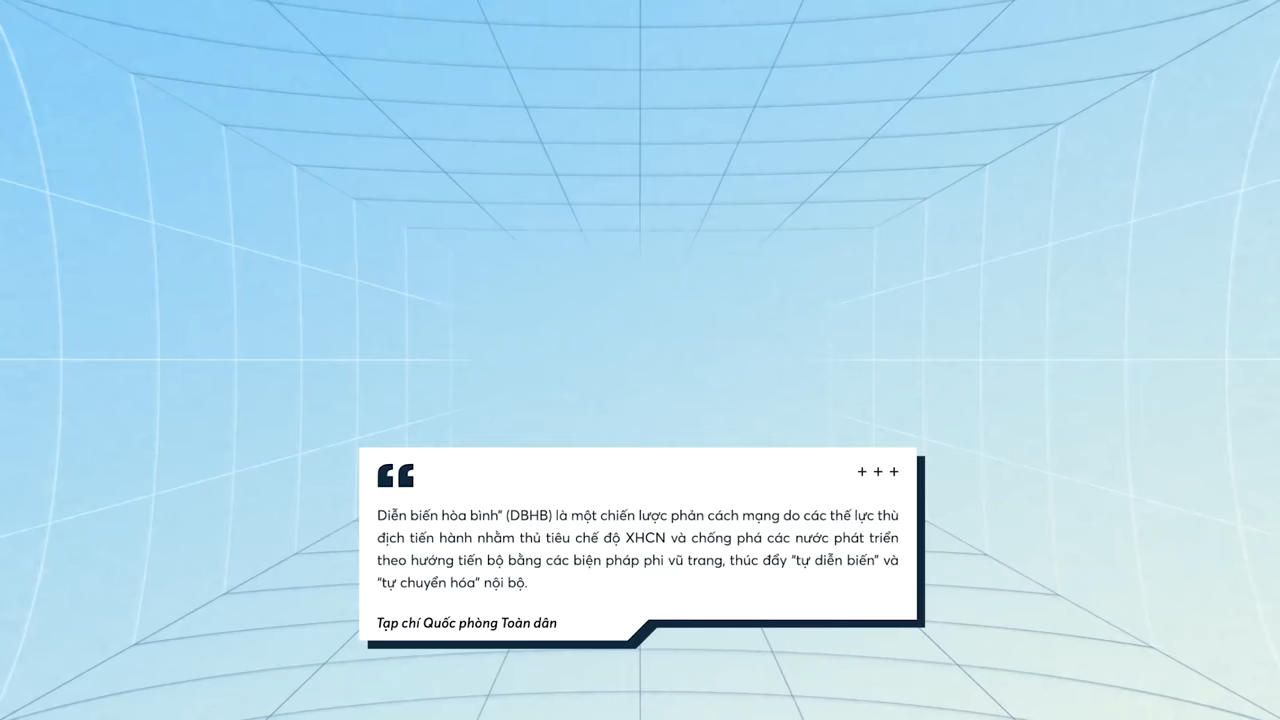 Diễn biến hòa bình" (DBHB) là một chiến lược phản cách mạng do các thế lực thù
địch tiến hành nhằm thủ tiêu chế độ XHCN và chống phá các nước phát triển
theo hướng tiến bộ bằng các biện pháp phi vũ trang, thúc đẩy "tự diễn biến" và
"tự chuyển hóa" nội bộ.
Tạp chí Quốc phòng Toàn dân